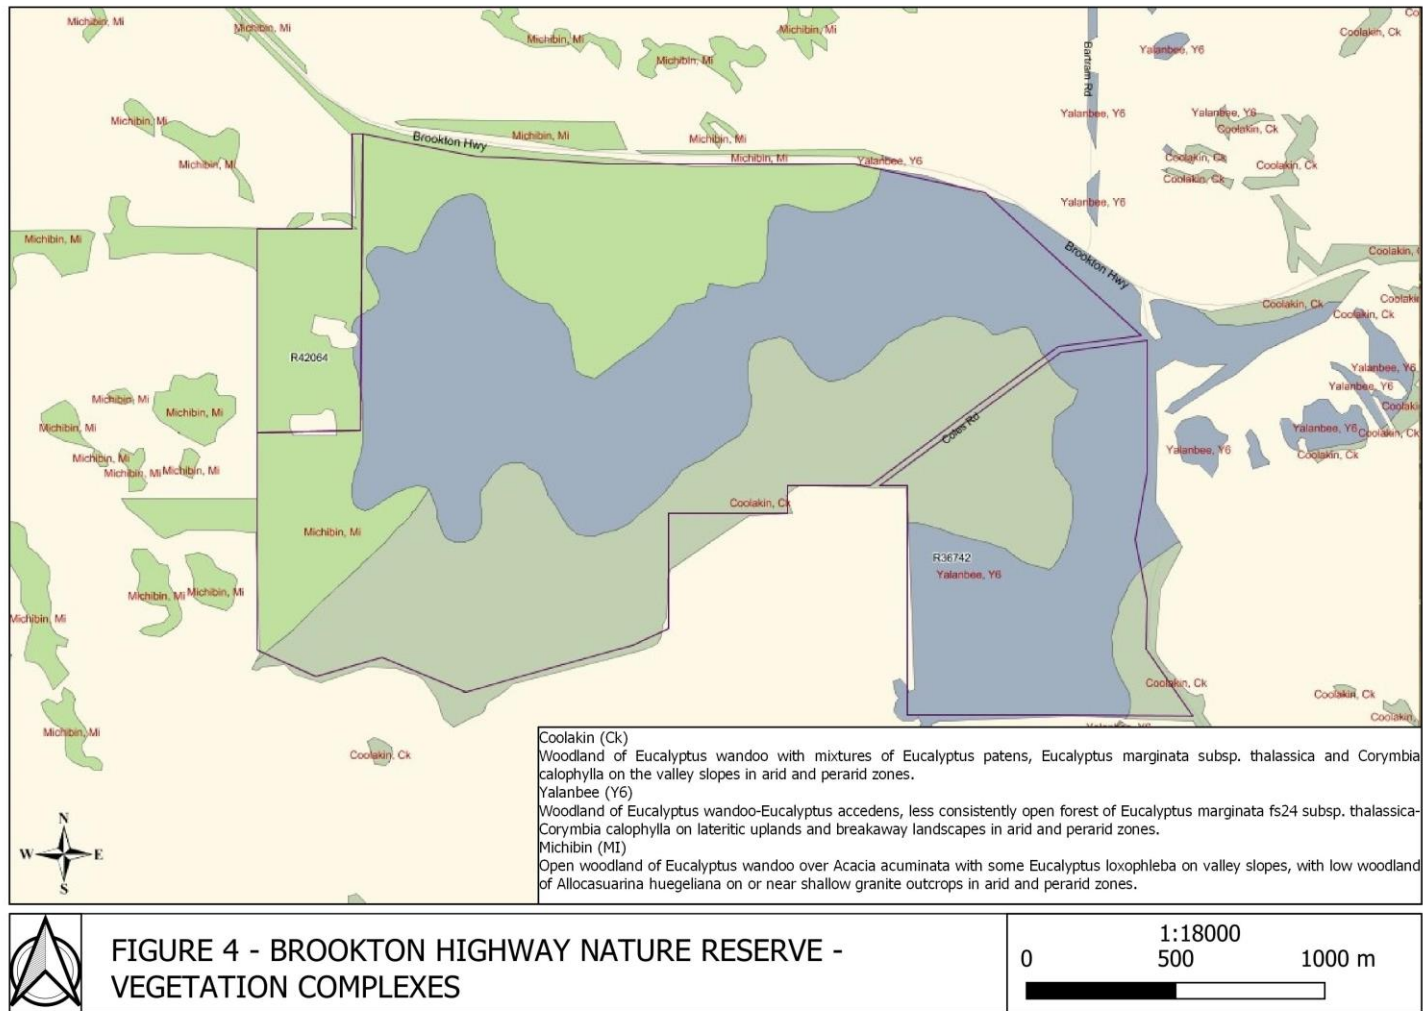 Michibin, Mi
Michibin, Mi
Michibin, Mi
Michibin, Mi
Michibin, Mi
Coolakin, Ck
Yalanbee, Y6
Bartram Rd
Yalanbee, Y6
Yalanbee, Y6
Coolakin, Ck
Michibin, Mi
Michibin, Mi
Brookton Hwy
Michibin, Mi
Michibin, Mi
Michibin, Mi
Yalanbee, Y6
Coolakin, Ck
Coolakin, Ck
Coolakin, Ck
Yalanbee, Y6
Michibin, Mi
Brookton Hwy
Coolakin,
Coolakin, Ck
Coolakin, Ck
R42064
Yalanbee, Y6
Yalanbee, Y6
Michibin, Mi
Michibin, Mi
Michibin, Mi
Coles Rd
Yalanbee, Y6
Coolakin, Ck
Yalanbee, Y6
Coolakin, Ck
Michibin, Mi
Michibin, Mi
Michibin, Mi
Coolakin, Ck
Michibin, Mi
R36742
Yalanbee, Y6
Michibin, Mi
Michibin, Mi
Michibin, Mi
Coolakin, Ck
Coolakin, Ck
Coolakin,
Michibin, Mi
Coolakin, Ck
Coolakin (Ck)
Woodland of Eucalyptus wandoo with mixtures of Eucalyptus patens, Eucalyptus marginata subsp. thalassica and Corymbia
calophylla on the valley slopes in arid and perarid zones.
Yalanbee (Y6)
Woodland of Eucalyptus wandoo-Eucalyptus accedens, less consistently open forest of Eucalyptus marginata fs24 subsp. thalassica-
Corymbia calophylla on lateritic uplands and breakaway landscapes in arid and perarid zones.
Michibin (MI)
Open woodland of Eucalyptus wandoo over Acacia acuminata with some Eucalyptus loxophleba on valley slopes, with low woodland
of Allocasuarina huegeliana on or near shallow granite outcrops in arid and perarid zones.
N
W E
S
FIGURE 4 - BROOKTON HIGHWAY NATURE RESERVE -
VEGETATION COMPLEXES
1:18000
0 500 1000 m